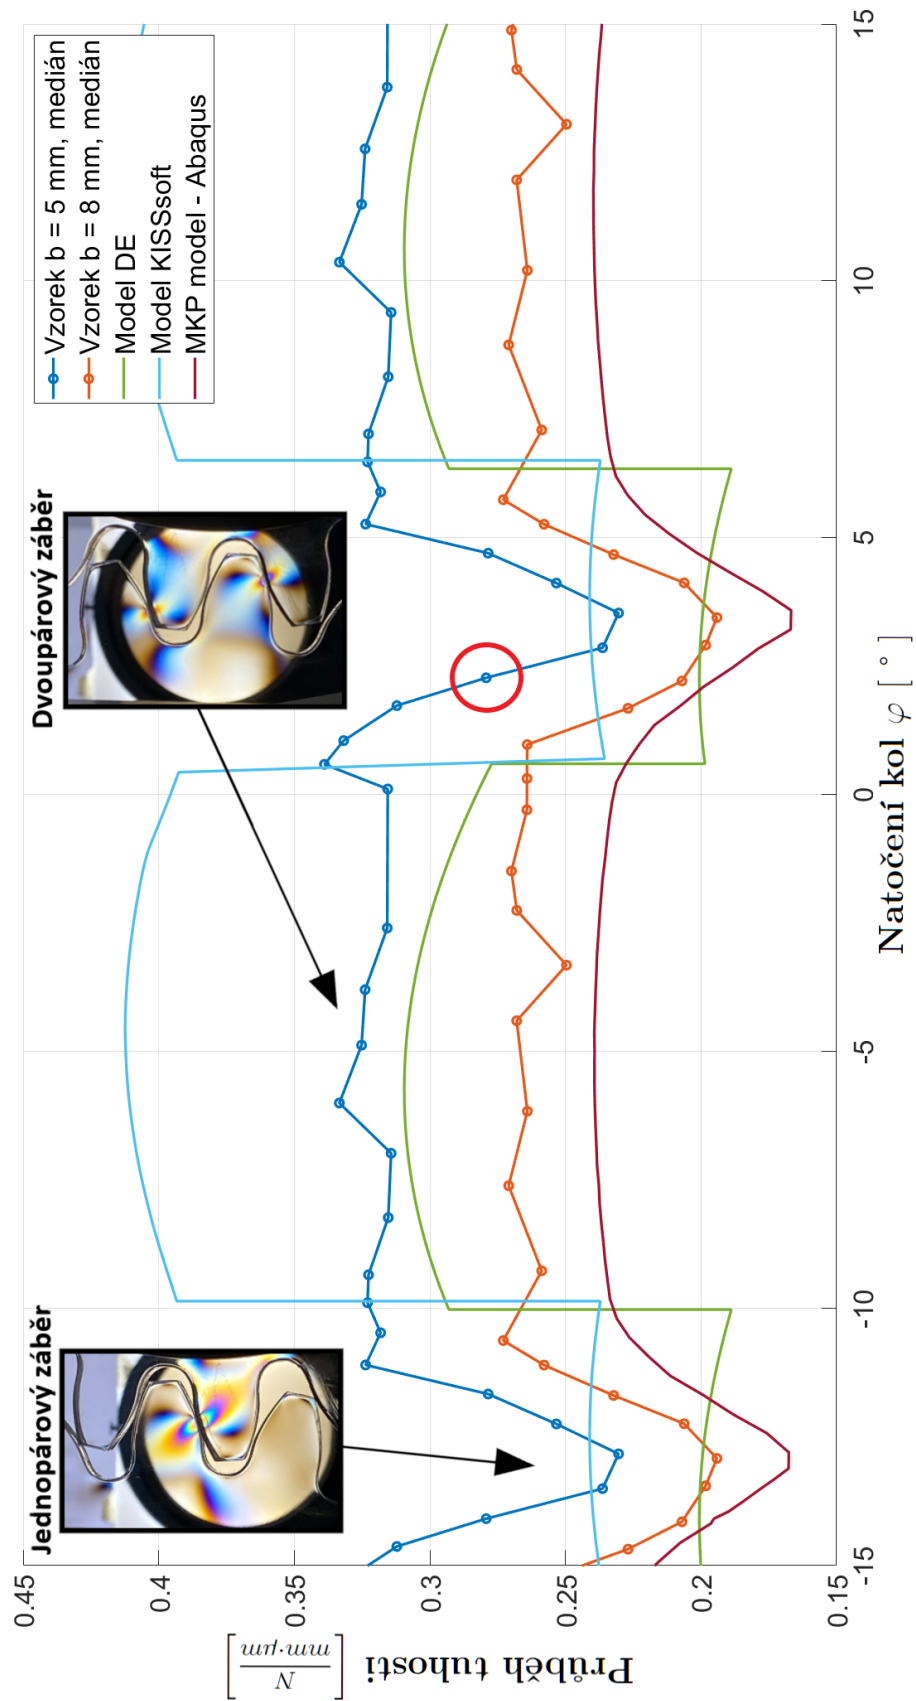 Jednopárový záběr
Dvoupárový záběr
Vzorek b = 5 mm, medián
Vzorek b = 8 mm, medián
Model DE
Model KISSsoft
MKP model - Abaqus
0.45
0.4
0.35
0.3
0.25
0.2
0.15
Průběh tuhosti [N/mm·μm]
-15
-10
-5
0
5
10
15
Natočení kol φ [ ° ]